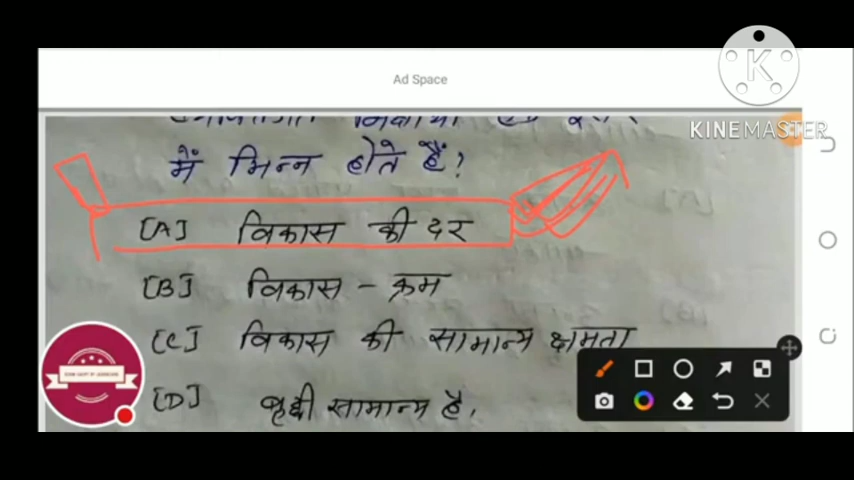 Ad Space
KINEMASTER
में भिन्न होते हैं?
[A] विकास की दर
[B] विकास - क्रम
[C] विकास की सामान्य क्षमता
[D] बृद्दी सामान्य है.